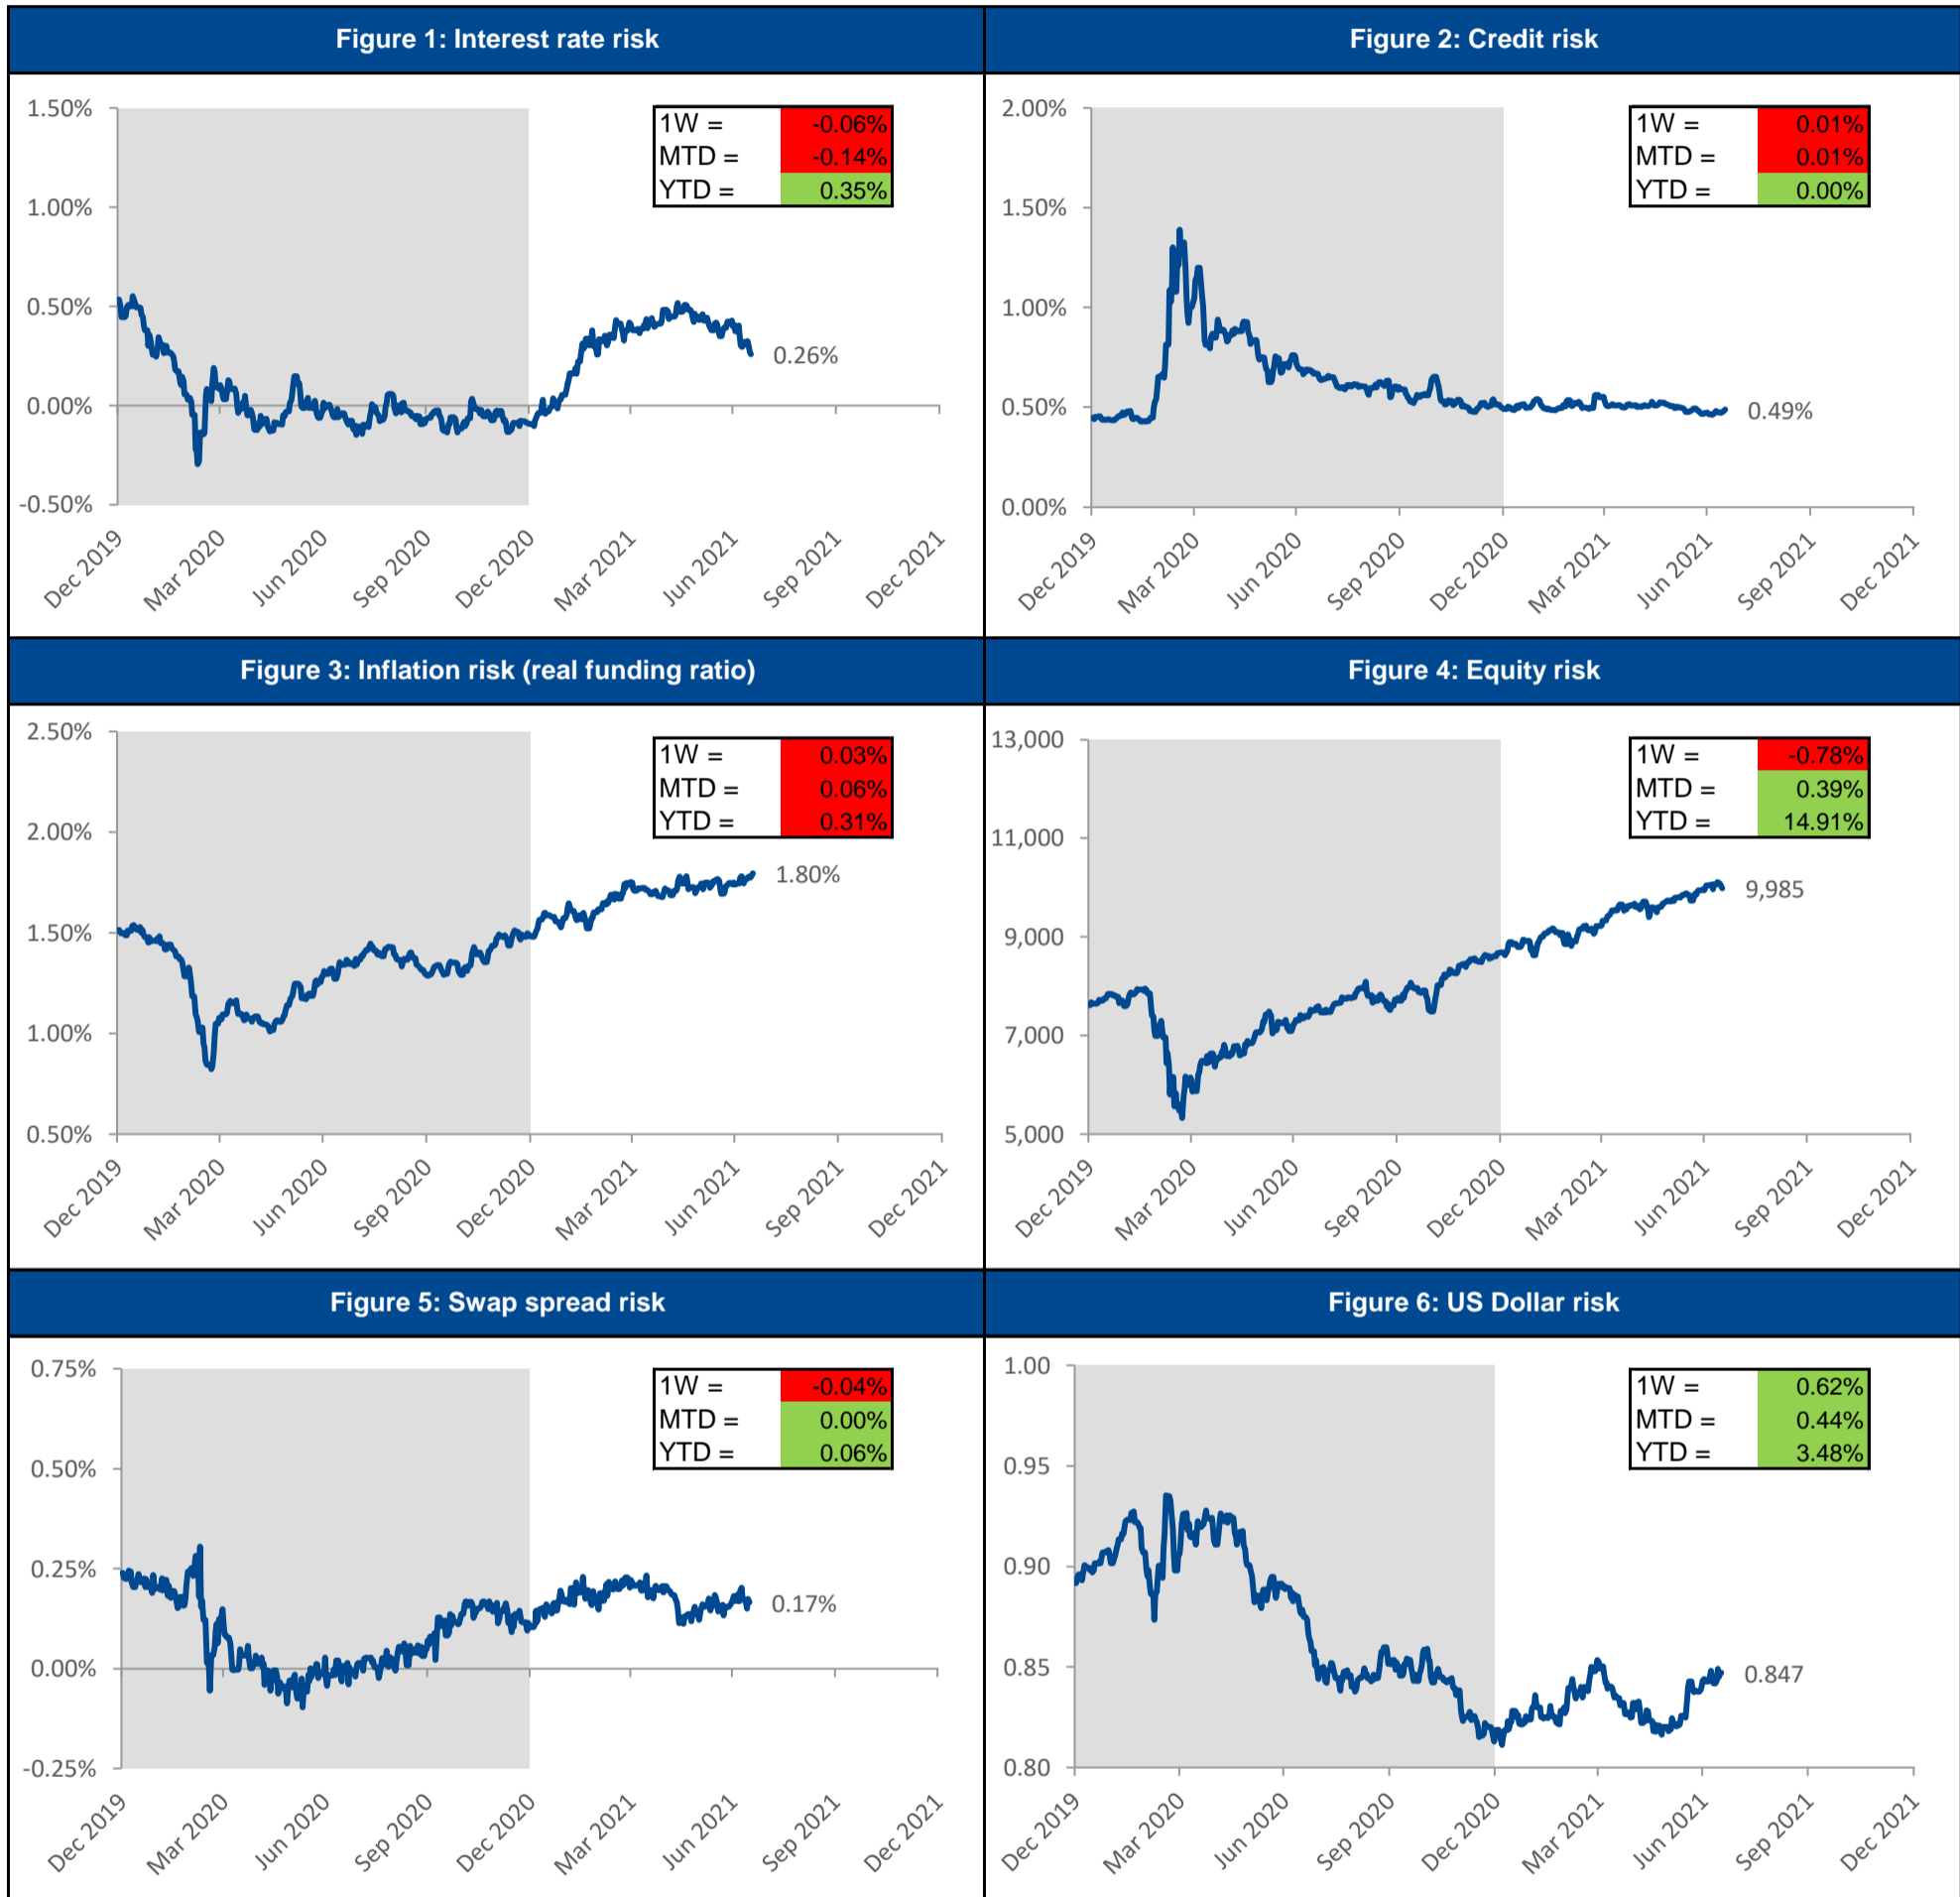 Figure 1: Interest rate risk
1.50%
1.00%
0.50%
0.00%
-0.50%
1W = -0.06%
MTD = -0.14%
YTD = 0.35%
0.26%
Dec 2019 Mar 2020 Jun 2020 Sep 2020 Dec 2020 Mar 2021 Jun 2021 Sep 2021 Dec 2021
Figure 2: Credit risk
2.00%
1.50%
1.00%
0.50%
0.00%
1W = 0.01%
MTD = 0.01%
YTD = 0.00%
0.49%
Dec 2019 Mar 2020 Jun 2020 Sep 2020 Dec 2020 Mar 2021 Jun 2021 Sep 2021 Dec 2021
Figure 3: Inflation risk (real funding ratio)
2.50%
2.00%
1.50%
1.00%
0.50%
1W = 0.03%
MTD = 0.06%
YTD = 0.31%
1.80%
Dec 2019 Mar 2020 Jun 2020 Sep 2020 Dec 2020 Mar 2021 Jun 2021 Sep 2021 Dec 2021
Figure 4: Equity risk
13,000
11,000
9,000
7,000
5,000
1W = -0.78%
MTD = 0.39%
YTD = 14.91%
9,985
Dec 2019 Mar 2020 Jun 2020 Sep 2020 Dec 2020 Mar 2021 Jun 2021 Sep 2021 Dec 2021
Figure 5: Swap spread risk
0.75%
0.50%
0.25%
0.00%
-0.25%
1W = -0.04%
MTD = 0.00%
YTD = 0.06%
0.17%
Dec 2019 Mar 2020 Jun 2020 Sep 2020 Dec 2020 Mar 2021 Jun 2021 Sep 2021 Dec 2021
Figure 6: US Dollar risk
1.00
0.95
0.90
0.85
0.80
1W = 0.62%
MTD = 0.44%
YTD = 3.48%
0.847
Dec 2019 Mar 2020 Jun 2020 Sep 2020 Dec 2020 Mar 2021 Jun 2021 Sep 2021 Dec 2021